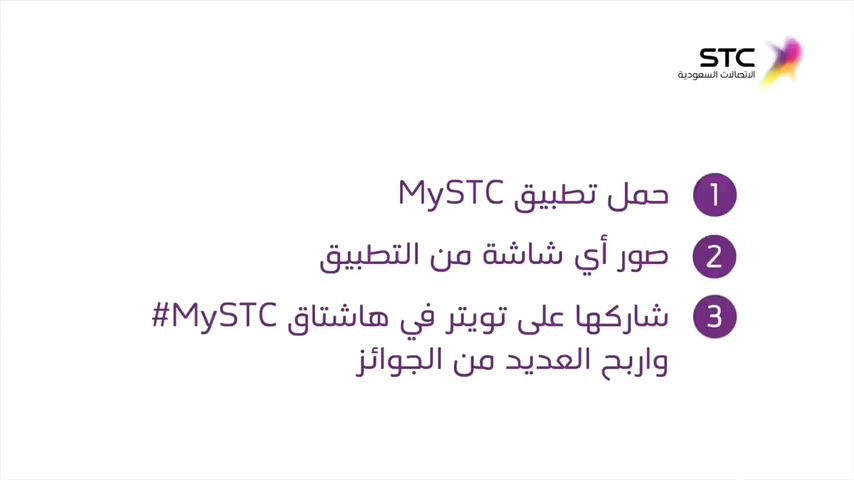 STC
الاتصالات السعودية
1 حمل تطبيق MySTC
2 صور أي شاشة من التطبيق
3 شاركها على تويتر في هاشتاق MySTC#
واربح العديد من الجوائز